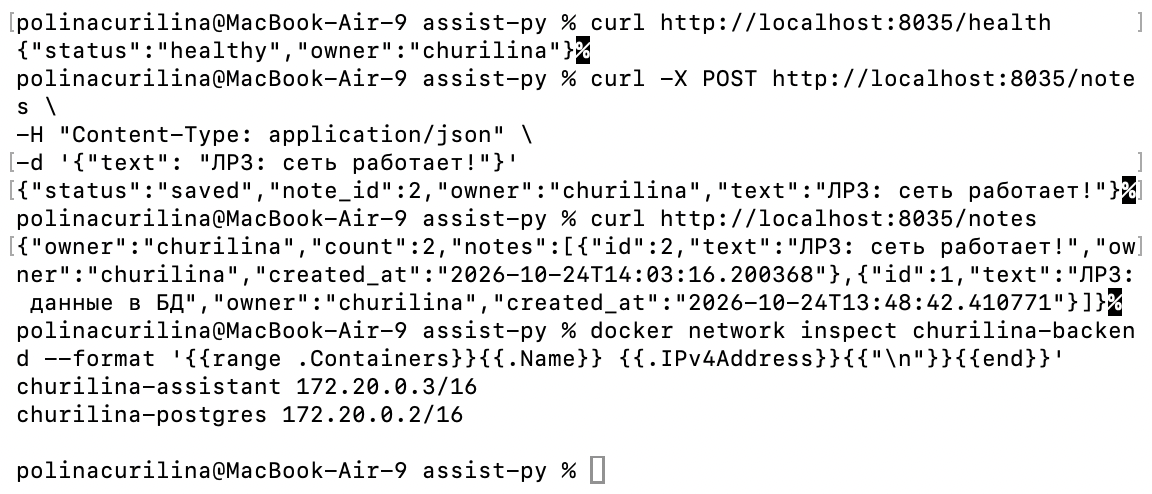 [polinacurilina@MacBook-Air-9 assist-py % curl http://localhost:8035/health ]
{"status":"healthy","owner":"churilina"}%
polinacurilina@MacBook-Air-9 assist-py % curl -X POST http://localhost:8035/note
s \
-H "Content-Type: application/json" \
[-d '{"text": "ЛР3: сеть работает!"}' ]
[{"status":"saved","note_id":2,"owner":"churilina","text":"ЛР3: сеть работает!"}%]
polinacurilina@MacBook-Air-9 assist-py % curl http://localhost:8035/notes
[{"owner":"churilina","count":2,"notes":[{"id":2,"text":"ЛР3: сеть работает!","ow]
ner":"churilina","created_at":"2026-10-24T14:03:16.200368"},{"id":1,"text":"ЛР3:
данные в БД","owner":"churilina","created_at":"2026-10-24T13:48:42.410771"}]}%
polinacurilina@MacBook-Air-9 assist-py % docker network inspect churilina-backen
d --format '{{range .Containers}}{{.Name}} {{.IPv4Address}}{{"\n"}}{{end}}'
churilina-assistant 172.20.0.3/16
churilina-postgres 172.20.0.2/16
polinacurilina@MacBook-Air-9 assist-py %